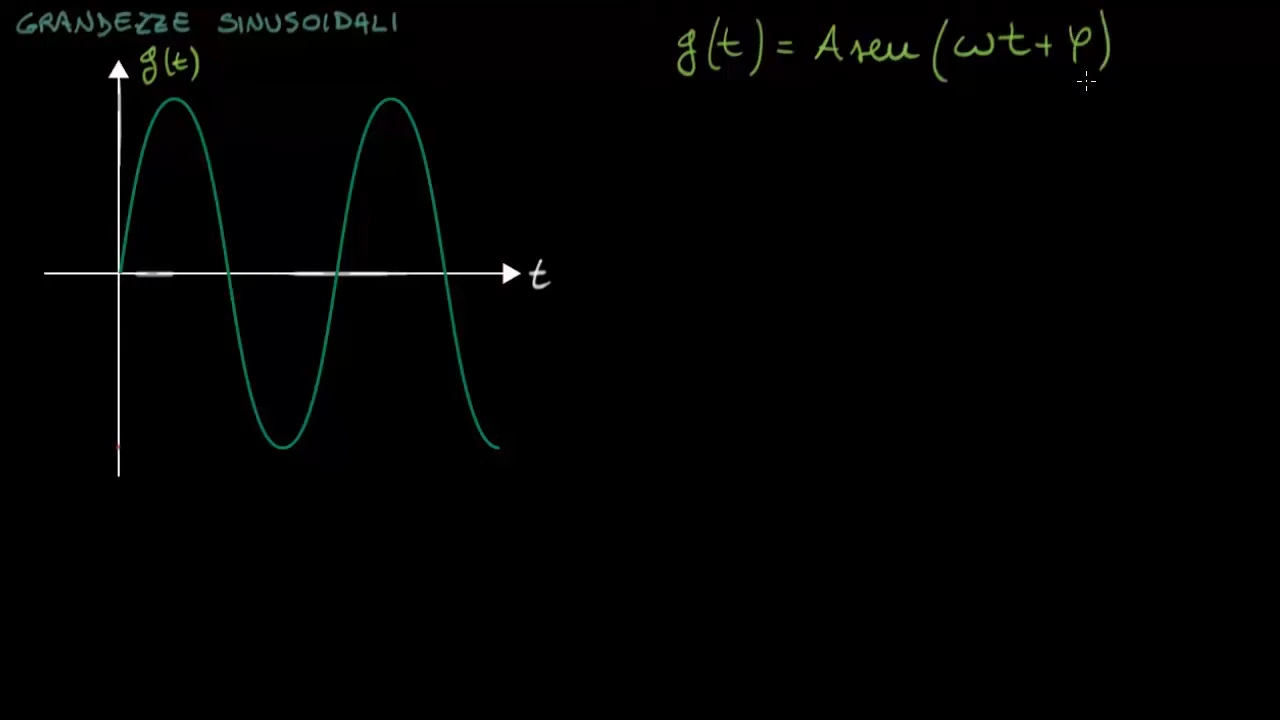 GRANDEZZE SINUSOIDALI
g(t)
g(t) = A sen (ωt + φ)
t